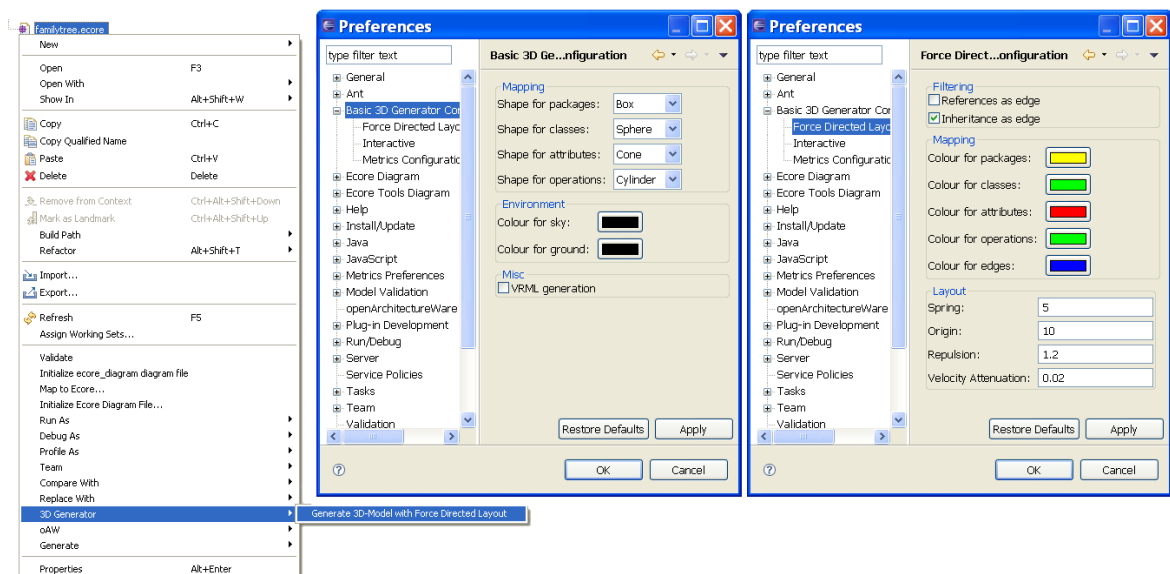 familytree.ecore
New
Open F3
Open With
Show In Alt+Shift+W
Copy Ctrl+C
Copy Qualified Name
Paste Ctrl+V
Delete Delete
Remove from Context Ctrl+Alt+Shift+Down
Mark as Landmark Ctrl+Alt+Shift+Up
Build Path
Refactor Alt+Shift+T
Import...
Export...
Refresh F5
Assign Working Sets...
Validate
Initialize ecore_diagram diagram file
Map to Ecore...
Initialize Ecore Diagram File...
Run As
Debug As
Profile As
Team
Compare With
Replace With
3D Generator
Generate 3D-Model with Force Directed Layout
oAW
Generate
Properties Alt+Enter
Preferences
type filter text
General
Ant
Basic 3D Generator Cor
Force Directed Layc
Interactive
Metrics Configuratic
Ecore Diagram
Ecore Tools Diagram
Help
Install/Update
Java
JavaScript
Metrics Preferences
Model Validation
openArchitectureWare
Plug-in Development
Run/Debug
Server
Service Policies
Tasks
Team
Validation
Basic 3D Ge...nfiguration
Mapping
Shape for packages: Box
Shape for classes: Sphere
Shape for attributes: Cone
Shape for operations: Cylinder
Environment
Colour for sky:
Colour for ground:
Misc
VRML generation
Restore Defaults Apply
? OK Cancel
Preferences
type filter text
General
Ant
Basic 3D Generator Cor
Force Directed Layc
Interactive
Metrics Configuratic
Ecore Diagram
Ecore Tools Diagram
Help
Install/Update
Java
JavaScript
Metrics Preferences
Model Validation
openArchitectureWare
Plug-in Development
Run/Debug
Server
Service Policies
Tasks
Team
Validation
Force Direct...onfiguration
Filtering
References as edge
Inheritance as edge
Mapping
Colour for packages:
Colour for classes:
Colour for attributes:
Colour for operations:
Colour for edges:
Layout
Spring: 5
Origin: 10
Repulsion: 1.2
Velocity Attenuation: 0.02
Restore Defaults Apply
? OK Cancel